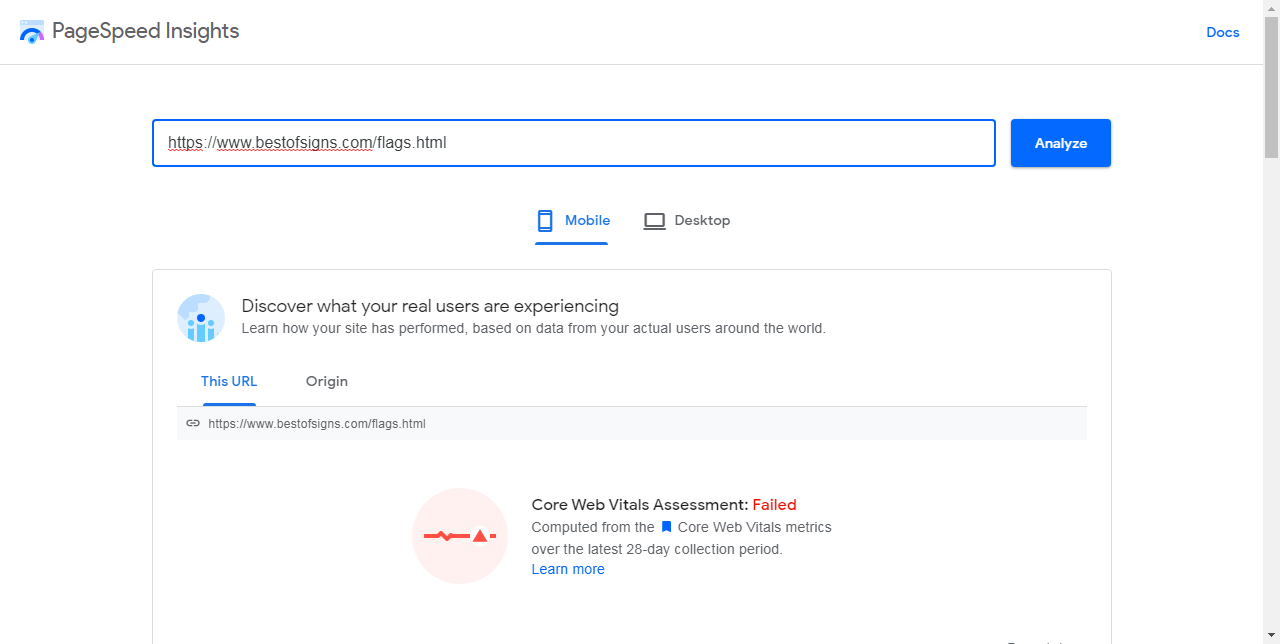 PageSpeed Insights
Docs
https://www.bestofsigns.com/flags.html
Analyze
Mobile
Desktop
Discover what your real users are experiencing
Learn how your site has performed, based on data from your actual users around the world.
This URL
Origin
https://www.bestofsigns.com/flags.html
Core Web Vitals Assessment: Failed
Computed from the Core Web Vitals metrics
over the latest 28-day collection period.
Learn more